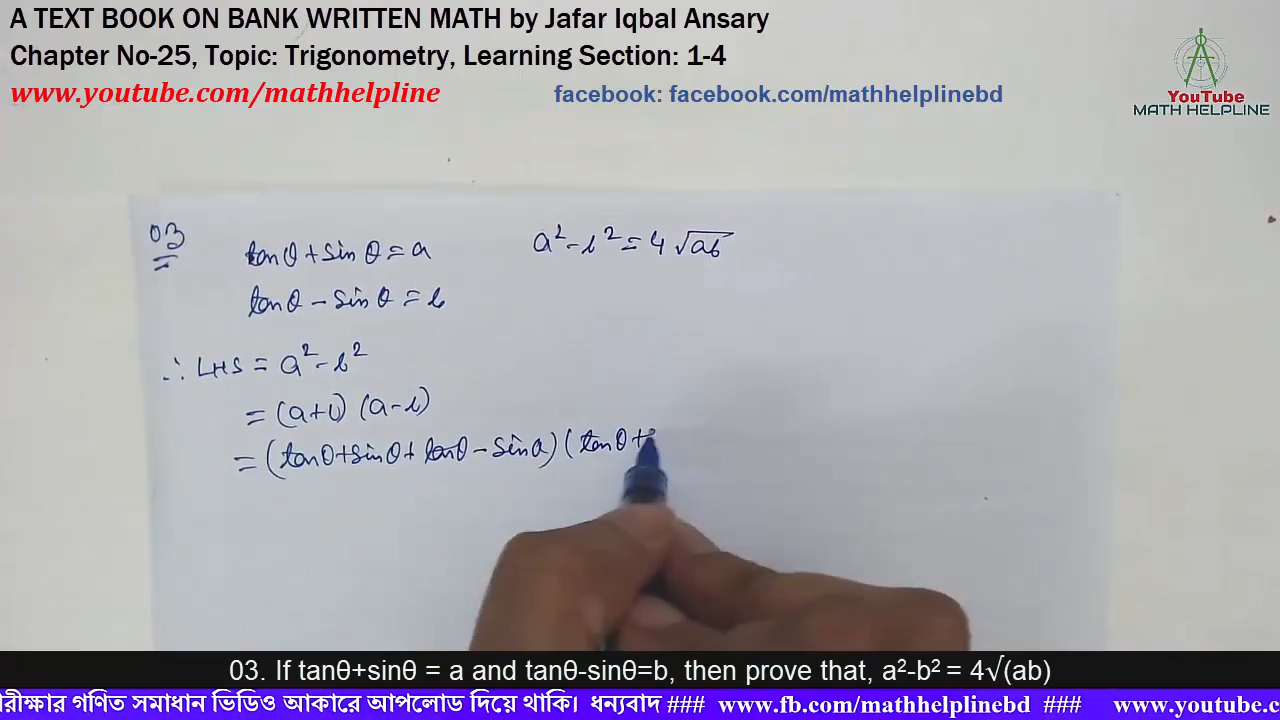 A TEXT BOOK ON BANK WRITTEN MATH by Jafar Iqbal Ansary
Chapter No-25, Topic: Trigonometry, Learning Section: 1-4
www.youtube.com/mathhelpline facebook: facebook.com/mathhelplinebd
YouTube
MATH HELPLINE
03
tanθ + sinθ = a a² - b² = 4√ab
tanθ - sinθ = b
∴ LHS = a² - b²
= (a+b) (a-b)
= (tanθ + sinθ + tanθ - sinθ) (tanθ +
03. If tanθ+sinθ = a and tanθ-sinθ=b, then prove that, a²-b² = 4√(ab)
রীক্ষার গণিত সমাধান ভিডিও আকারে আপলোড দিয়ে থাকি। ধন্যবাদ ### www.fb.com/mathhelplinebd ### www.youtube.c